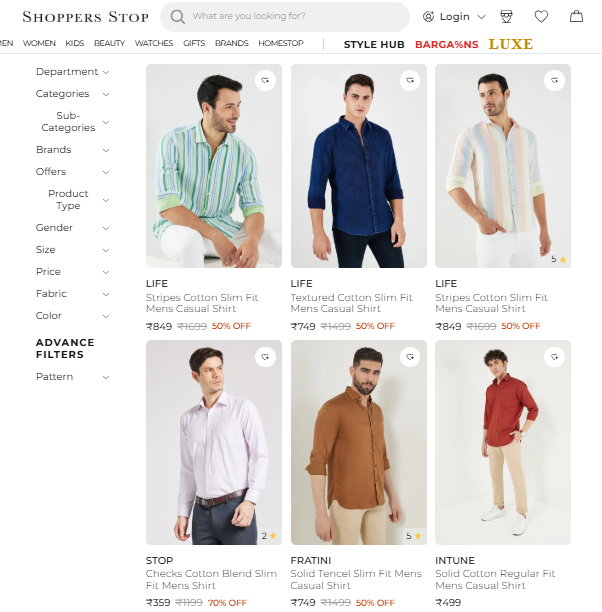 SHOPPERS STOP
What are you looking for?
Login
MEN WOMEN KIDS BEAUTY WATCHES GIFTS BRANDS HOMESTOP STYLE HUB BARGA%NS LUXE
Department
Categories
Sub-
Categories
Brands
Offers
Product
Type
Gender
Size
Price
Fabric
Color
ADVANCE
FILTERS
Pattern
5
LIFE
Stripes Cotton Slim Fit
Mens Casual Shirt
₹849 ₹1699 50% OFF
LIFE
Textured Cotton Slim Fit
Mens Casual Shirt
₹749 ₹1499 50% OFF
LIFE
Stripes Cotton Slim Fit
Mens Casual Shirt
₹849 ₹1699 50% OFF
2
5
STOP
Checks Cotton Blend Slim
Fit Mens Shirt
₹359 ₹1199 70% OFF
FRATINI
Solid Tencel Slim Fit Mens
Casual Shirt
₹749 ₹1499 50% OFF
INTUNE
Solid Cotton Regular Fit
Mens Casual Shirt
₹499